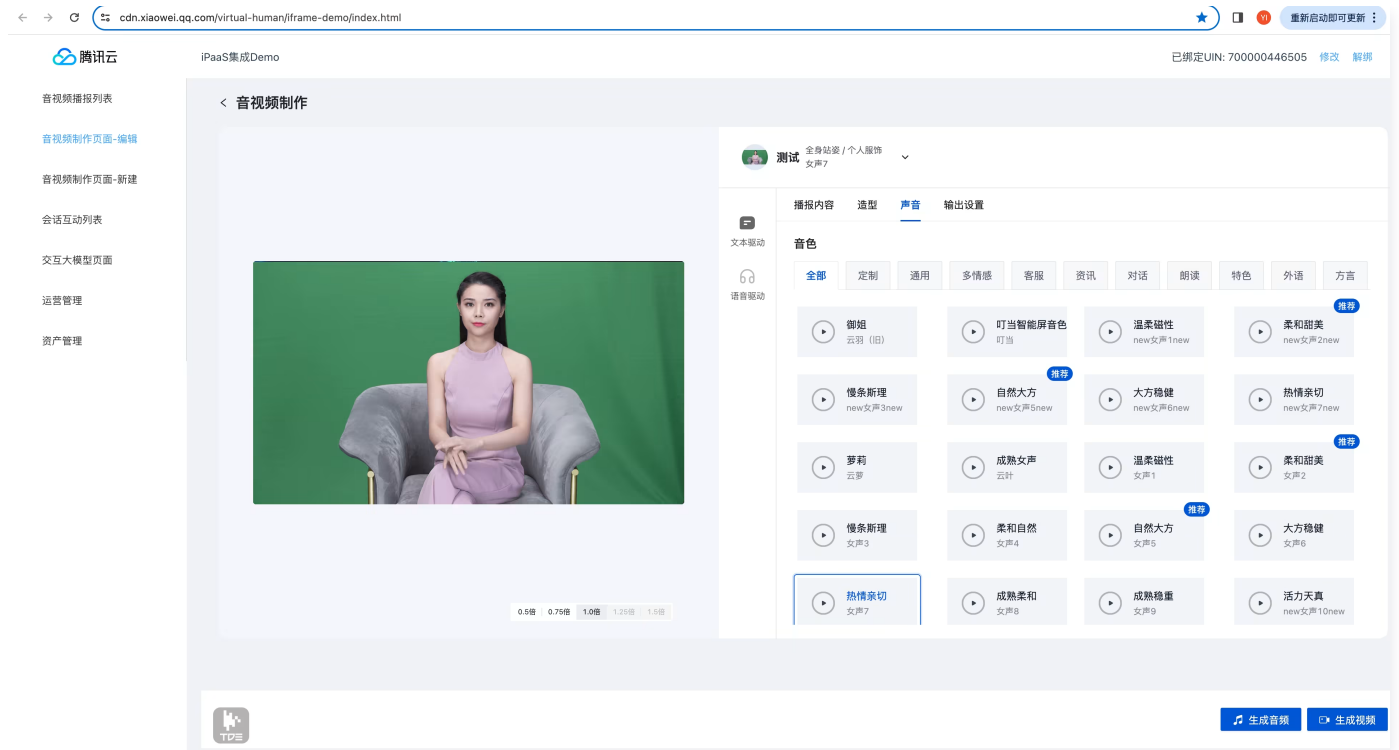 cdn.xiaowei.qq.com/virtual-human/iframe-demo/index.html
YI
重新启动即可更新
腾讯云
iPaaS集成Demo
已绑定UIN: 700000446505 修改 解绑
音视频播报列表
音视频制作页面-编辑
音视频制作页面-新建
会话互动列表
交互大模型页面
运营管理
资产管理
音视频制作
测试 全身站姿 / 个人服饰
女声7
播报内容 造型 声音 输出设置
文本驱动
语音驱动
音色
全部 定制 通用 多情感 客服 资讯 对话 朗读 特色 外语 方言
推荐
御姐 叮当智能屏音色 温柔磁性 柔和甜美
云羽（旧） 叮当 new女声1new new女声2new
推荐
慢条斯理 自然大方 大方稳健 热情亲切
new女声3new new女声5new new女声6new new女声7new
推荐
萝莉 成熟女声 温柔磁性 柔和甜美
云萝 云叶 女声1 女声2
推荐
慢条斯理 柔和自然 自然大方 大方稳健
女声3 女声4 女声5 女声6
热情亲切 成熟柔和 成熟稳重 活力天真
女声7 女声8 女声9 new女声10new
0.5倍 0.75倍 1.0倍 1.25倍 1.5倍
TDE
生成音频 生成视频